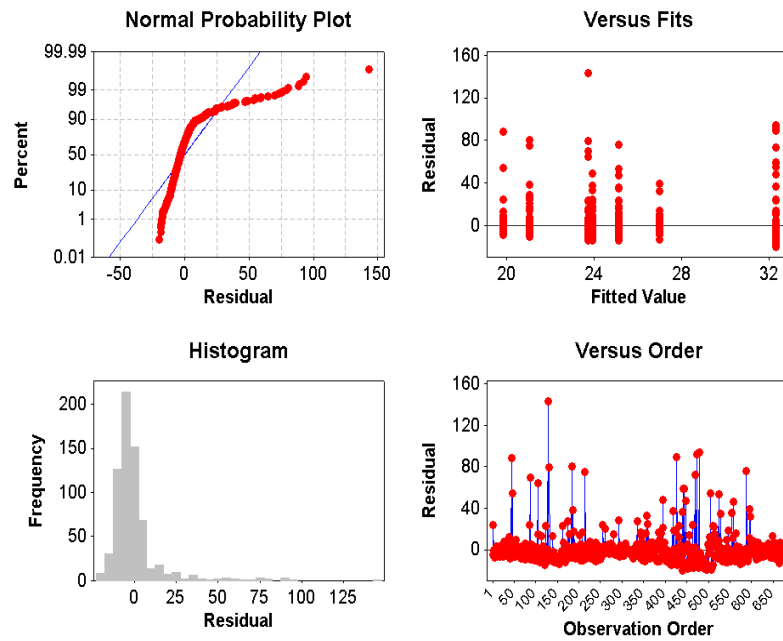 Normal Probability Plot
99.99
99
90
50
10
1
0.01
Percent
-50 0 50 100 150
Residual
Versus Fits
160
120
80
40
0
Residual
20 24 28 32
Fitted Value
Histogram
200
150
100
50
0
Frequency
0 25 50 75 100 125
Residual
Versus Order
160
120
80
40
0
Residual
1 50 100 150 200 250 300 350 400 450 500 550 600 650
Observation Order